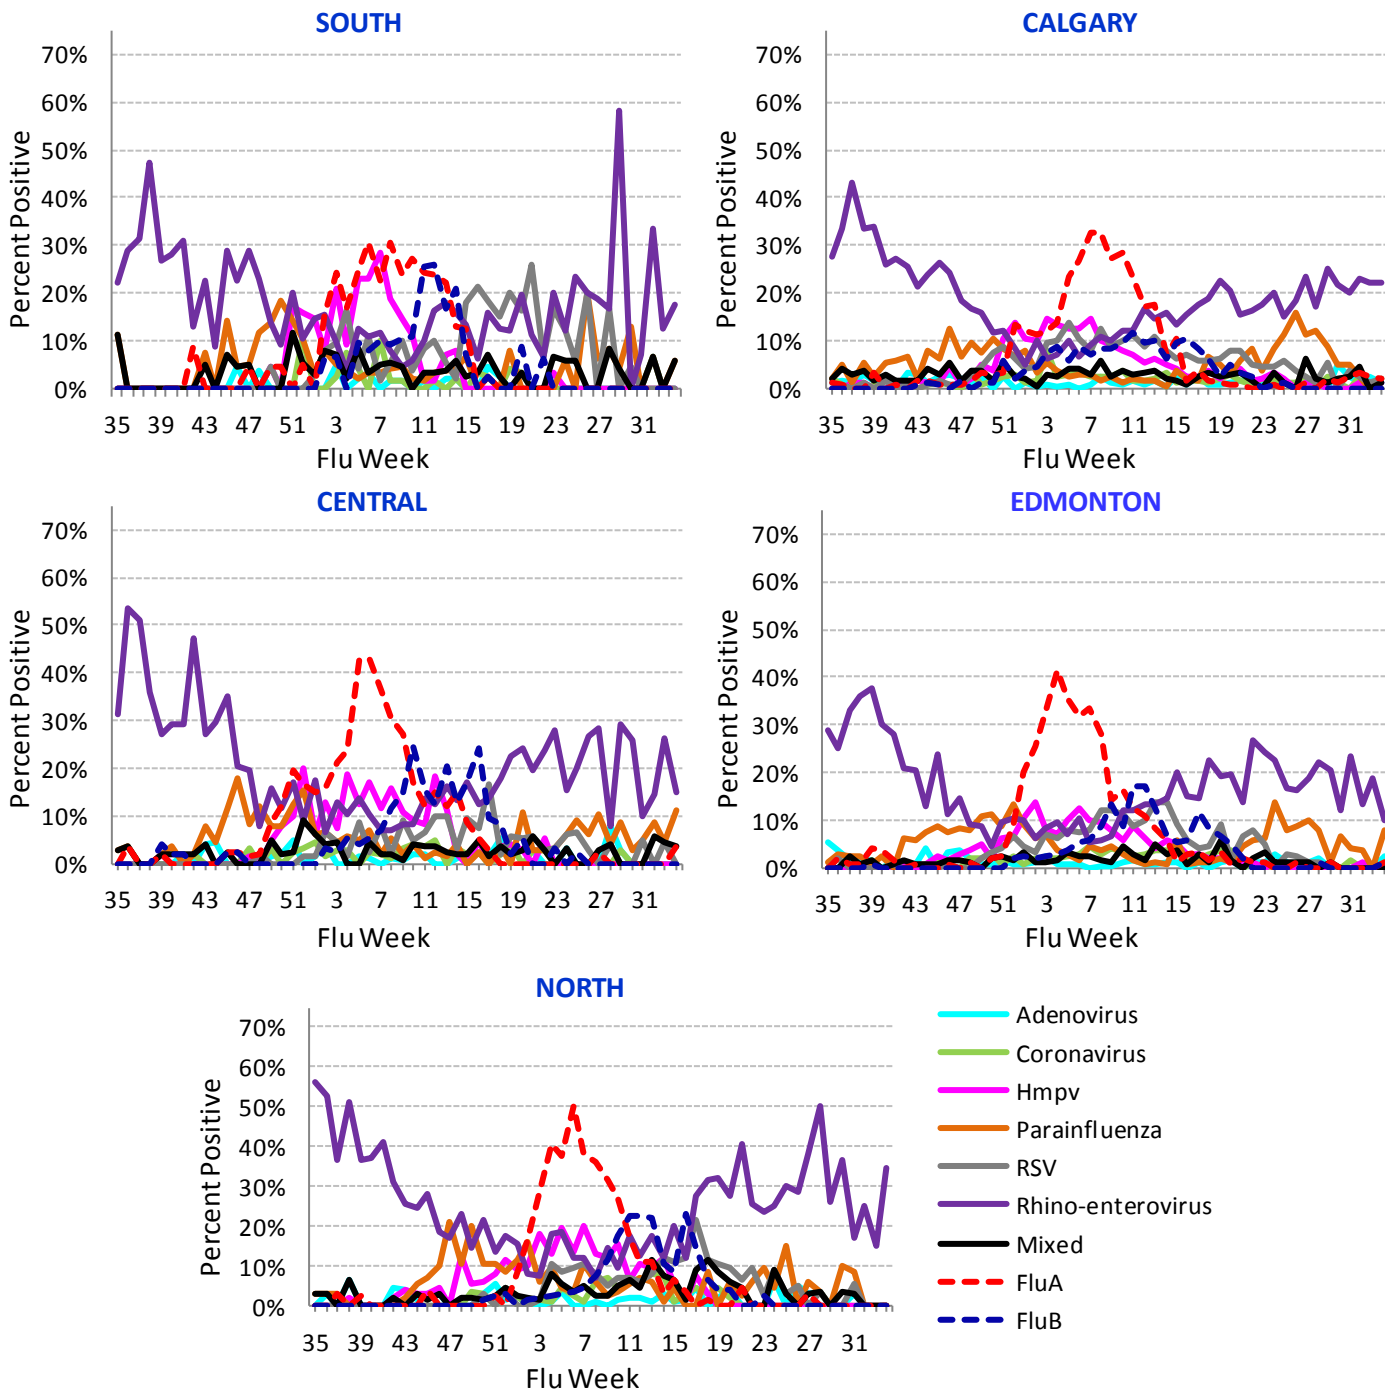 SOUTH
70%
60%
50%
40%
30%
20%
10%
0%
Percent Positive
35 39 43 47 51 3 7 11 15 19 23 27 31
Flu Week
CALGARY
70%
60%
50%
40%
30%
20%
10%
0%
Percent Positive
35 39 43 47 51 3 7 11 15 19 23 27 31
Flu Week
CENTRAL
70%
60%
50%
40%
30%
20%
10%
0%
Percent Positive
35 39 43 47 51 3 7 11 15 19 23 27 31
Flu Week
EDMONTON
70%
60%
50%
40%
30%
20%
10%
0%
Percent Positive
35 39 43 47 51 3 7 11 15 19 23 27 31
Flu Week
NORTH
70%
60%
50%
40%
30%
20%
10%
0%
Percent Positive
35 39 43 47 51 3 7 11 15 19 23 27 31
Flu Week
Adenovirus
Coronavirus
Hmpv
Parainfluenza
RSV
Rhino-enterovirus
Mixed
FluA
FluB